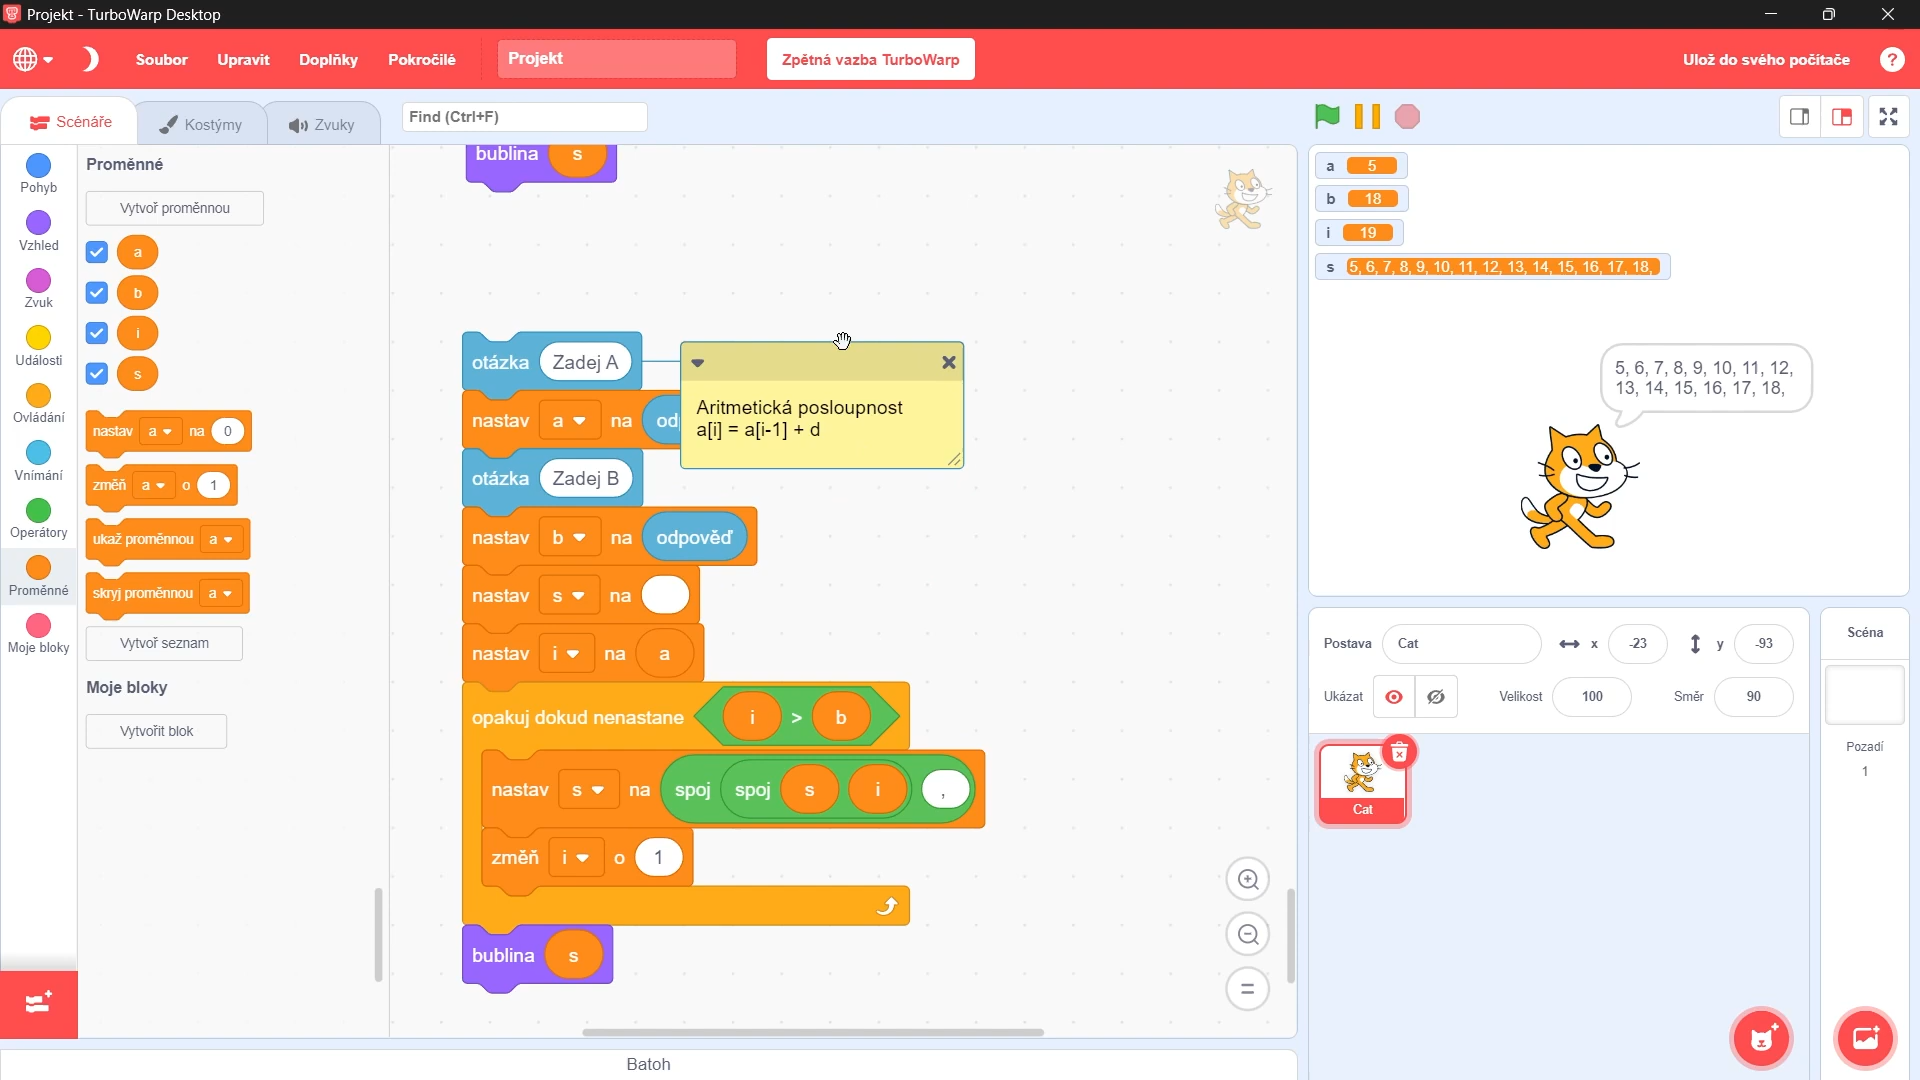 Projekt - TurboWarp Desktop
Soubor Upravit Doplňky Pokročilé Projekt Zpětná vazba TurboWarp Ulož do svého počítače ?
Scénáře Kostýmy Zvuky Find (Ctrl+F)
Pohyb
Vzhled
Zvuk
Události
Ovládání
Vnímání
Operátory
Proměnné
Moje bloky
Proměnné
Vytvoř proměnnou
a
b
i
s
nastav a na 0
změň a o 1
ukaž proměnnou a
skryj proměnnou a
Vytvoř seznam
Moje bloky
Vytvořit blok
bublina s
otázka Zadej A
nastav a na od
otázka Zadej B
nastav b na odpověď
nastav s na
nastav i na a
opakuj dokud nenastane i > b
nastav s na spoj spoj s i ,
změň i o 1
bublina s
Aritmetická posloupnost
a[i] = a[i-1] + d
Batoh
a 5
b 18
i 19
s 5, 6, 7, 8, 9, 10, 11, 12, 13, 14, 15, 16, 17, 18,
5, 6, 7, 8, 9, 10, 11, 12,
13, 14, 15, 16, 17, 18,
Postava Cat x -23 y -93
Ukázat Velikost 100 Směr 90
Cat
Scéna
Pozadí
1